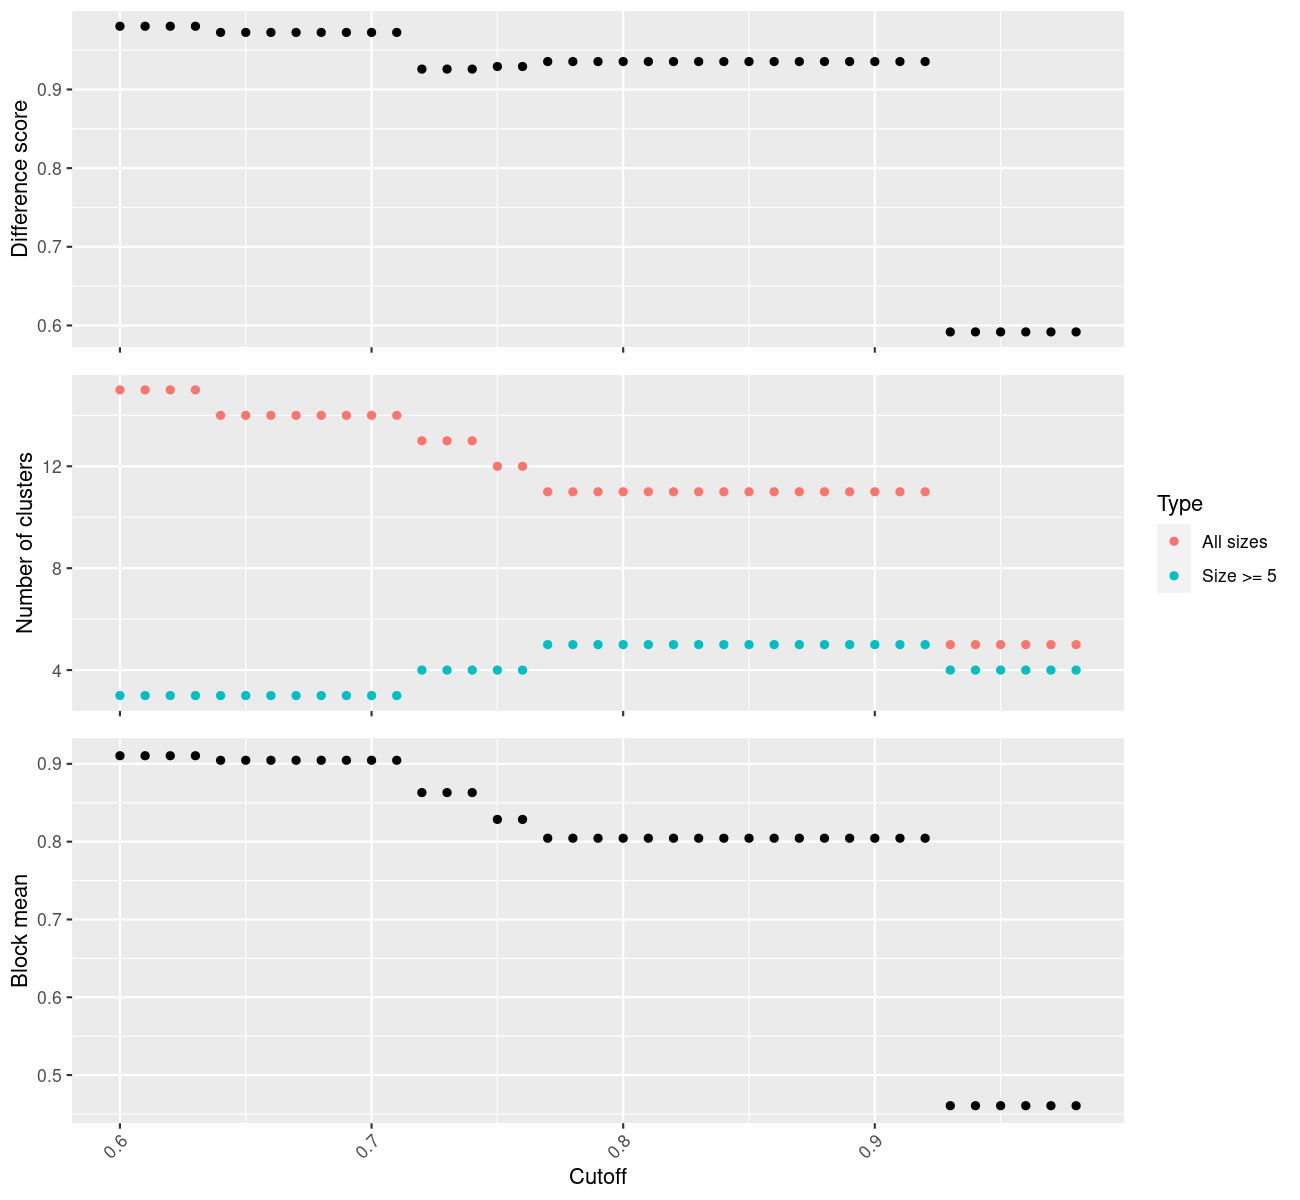 Difference score
0.9
0.8
0.7
0.6
Number of clusters
12
8
4
Type
All sizes
Size >= 5
Block mean
0.9
0.8
0.7
0.6
0.5
0.6 0.7 0.8 0.9
Cutoff